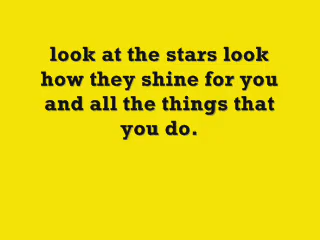 look at the stars look
how they shine for you
and all the things that
you do.